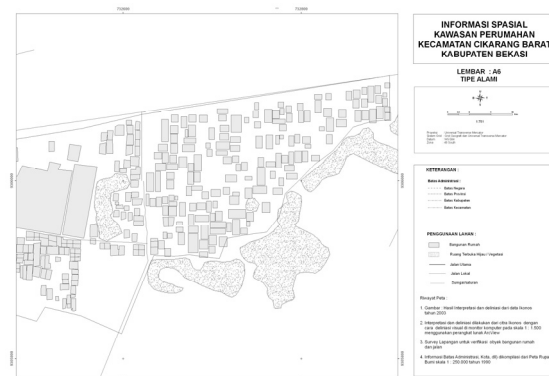 INFORMASI SPASIAL
KAWASAN PERUMAHAN
KECAMATAN CIKARANG BARAT
KABUPATEN BEKASI
LEMBAR : A6
TIPE ALAMI
KETERANGAN :
Batas Administrasi :
Batas Negara
Batas Provinsi
Batas Kabupaten
Batas Kecamatan
PENGGUNAAN LAHAN :
Bangunan Rumah
Ruang Terbuka Hijau / Vegetasi
Jalan Utama
Jalan Lokal
Riwayat Peta :
1. Gambar : Hasil Interpretasi dan delineasi dari data Ikonos
tahun 2003
2. Interpretasi dan delineasi dilakukan dari citra Ikonos dengan
cara delinasi visual di monitor komputer pada skala 1 : 1 500
menggunakan perangkat lunak ArcView
3. Survey Lapangan untuk verifikasi obyek bangunan rumah
dan jalan
4. Informasi Batas Administrasi, Kota, dll) dikompilasi dari Peta Rupa
Bumi skala 1 : 250.000 tahun 1990